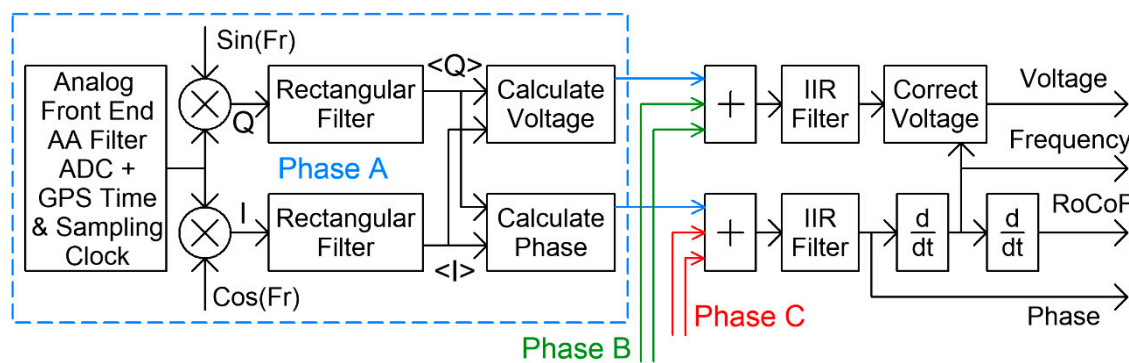 Sin(Fr)
Analog
Front End
AA Filter
ADC +
GPS Time
& Sampling
Clock
Q
I
Cos(Fr)
Rectangular
Filter
Phase A
Rectangular
Filter
<Q>
<I>
Calculate
Voltage
Calculate
Phase
+
+
Phase B
Phase C
IIR
Filter
IIR
Filter
Correct
Voltage
d
dt
d
dt
Voltage
Frequency
RoCoF
Phase